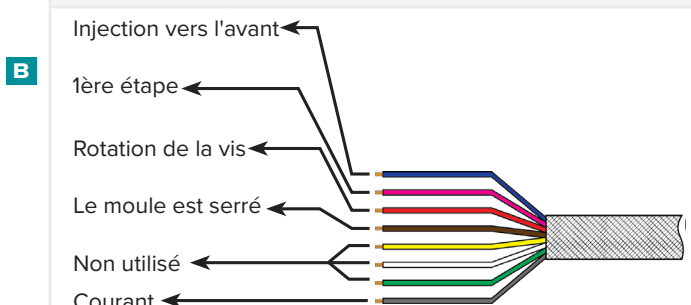 Injection vers l'avant
B
1ère étape
Rotation de la vis
Le moule est serré
Non utilisé
Courant